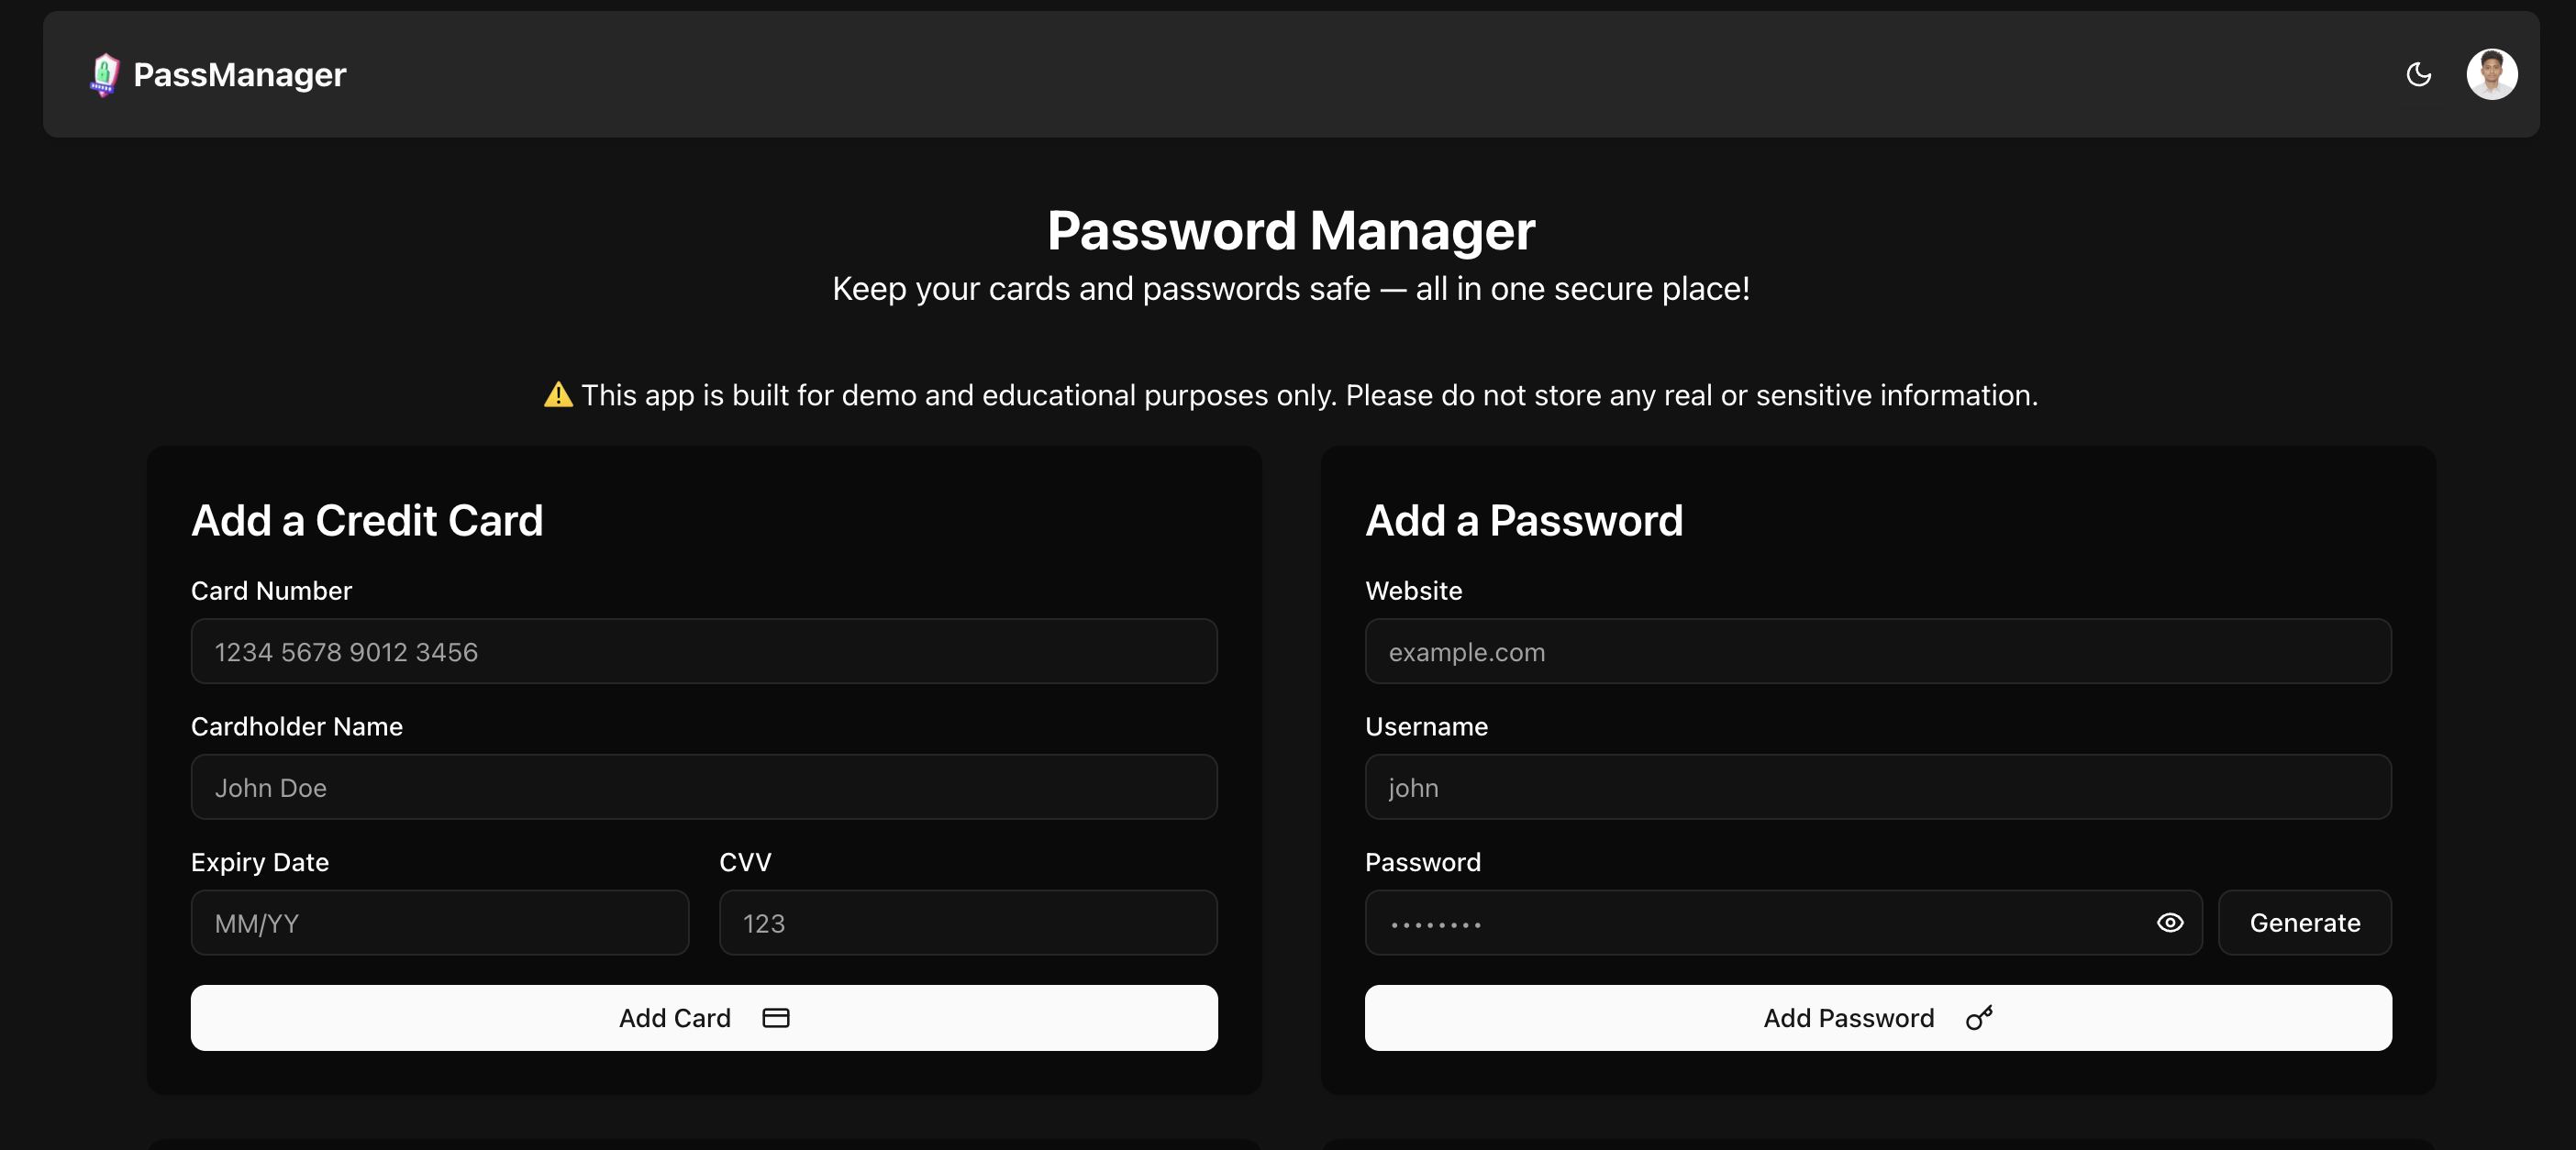 PassManager
Password Manager
Keep your cards and passwords safe — all in one secure place!
⚠️ This app is built for demo and educational purposes only. Please do not store any real or sensitive information.
Add a Credit Card
Card Number
1234 5678 9012 3456
Cardholder Name
John Doe
Expiry Date
CVV
MM/YY
123
Add Card
Add a Password
Website
example.com
Username
john
Password
••••••••
Generate
Add Password